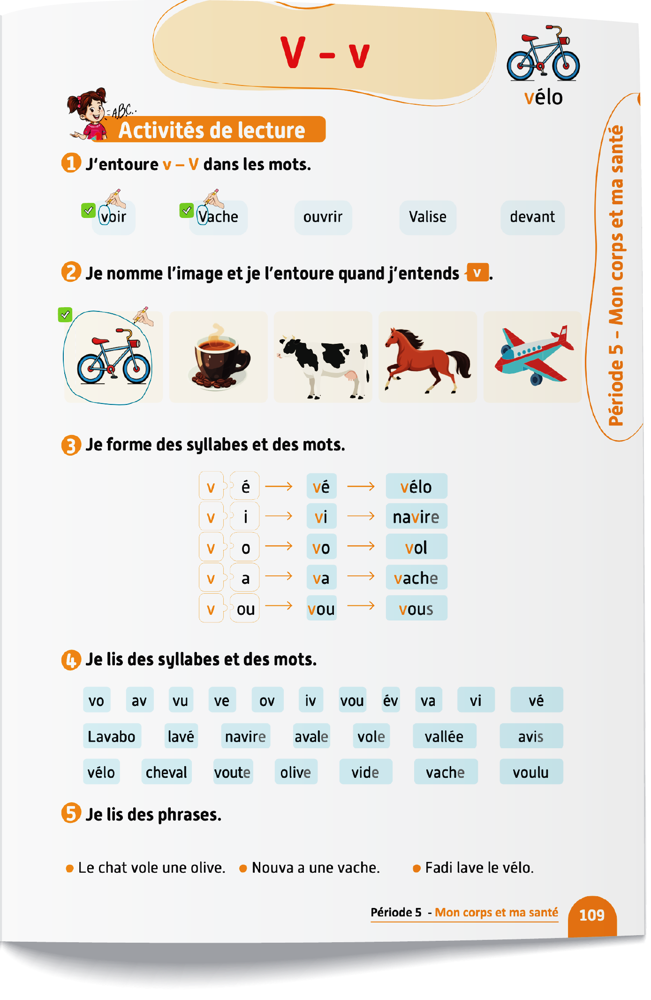 V - v
vélo
ABC..
Activités de lecture
1 J'entoure v – V dans les mots.
voir Vache ouvrir Valise devant
2 Je nomme l'image et je l'entoure quand j'entends v.
3 Je forme des syllabes et des mots.
v é vé vélo
v i vi navire
v o vo vol
v a va vache
v ou vou vous
4 Je lis des syllabes et des mots.
vo av vu ve ov iv vou év va vi vé
Lavabo lavé navire avale vole vallée avis
vélo cheval voute olive vide vache voulu
5 Je lis des phrases.
• Le chat vole une olive. • Nouva a une vache. • Fadi lave le vélo.
Période 5 - Mon corps et ma santé
Période 5 - Mon corps et ma santé 109